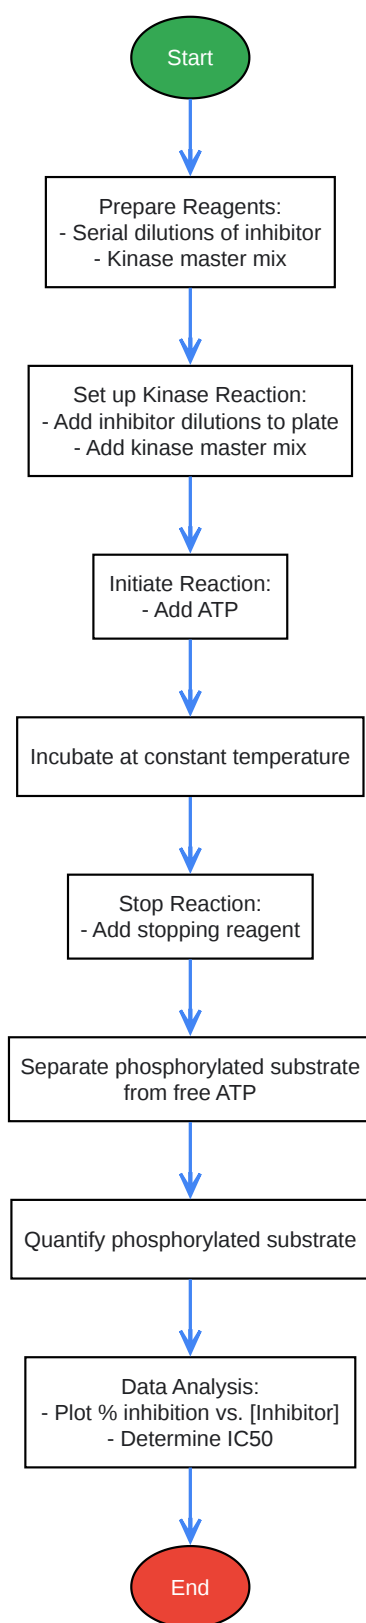 Start
Prepare Reagents:
- Serial dilutions of inhibitor
- Kinase master mix
Set up Kinase Reaction:
- Add inhibitor dilutions to plate
- Add kinase master mix
Initiate Reaction:
- Add ATP
Incubate at constant temperature
Stop Reaction:
- Add stopping reagent
Separate phosphorylated substrate
from free ATP
Quantify phosphorylated substrate
Data Analysis:
- Plot % inhibition vs. [Inhibitor]
- Determine IC50
End